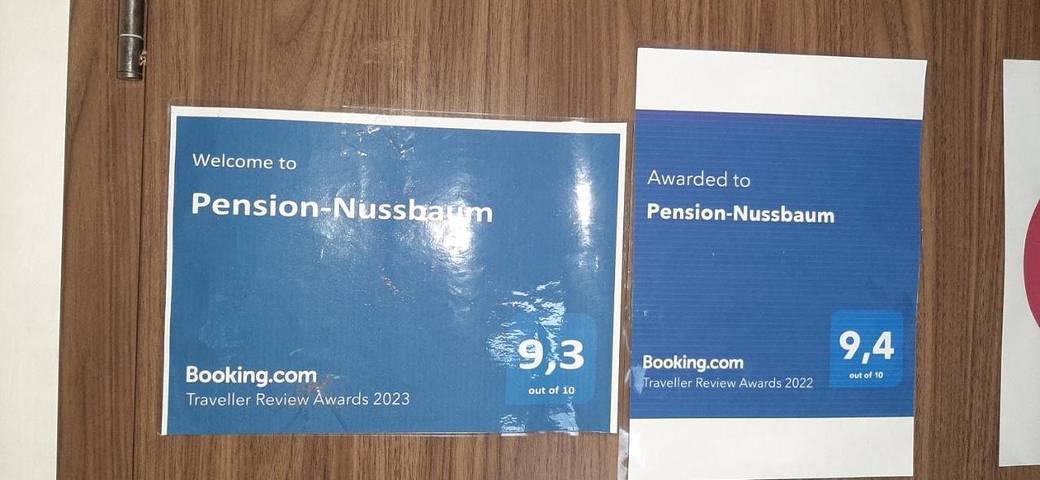 Welcome to
Pension-Nussbaum
9,3
out of 10
Booking.com
Traveller Review Awards 2023
Awarded to
Pension-Nussbaum
9,4
out of 10
Booking.com
Traveller Review Awards 2022